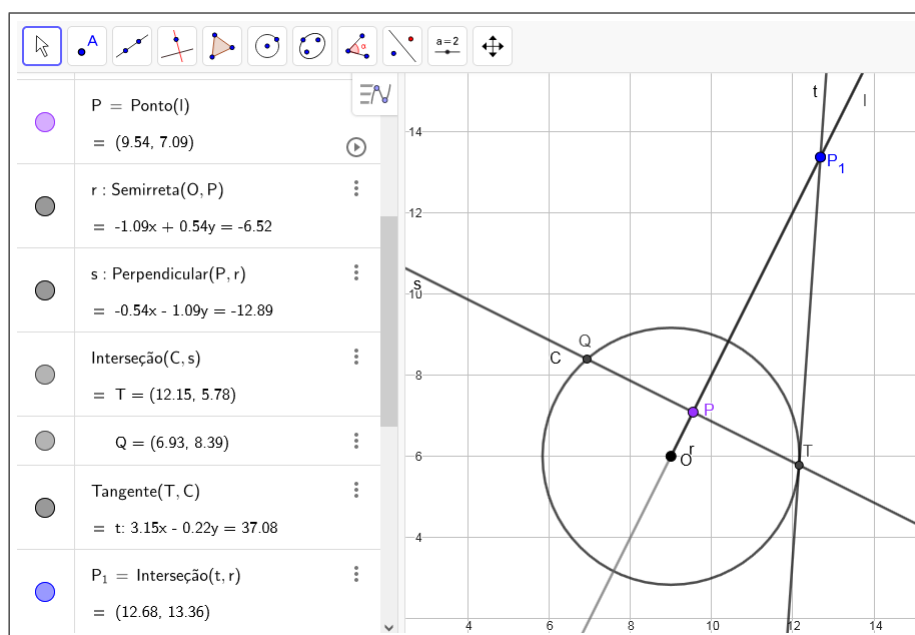 A
α
a=2
P = Ponto(l)
= (9.54, 7.09)
r : Semirreta(O, P)
= -1.09x + 0.54y = -6.52
s : Perpendicular(P, r)
= -0.54x - 1.09y = -12.89
Interseção(C, s)
= T = (12.15, 5.78)
Q = (6.93, 8.39)
Tangente(T, C)
= t: 3.15x - 0.22y = 37.08
P₁ = Interseção(t, r)
= (12.68, 13.36)
t
l
14
P₁
12
s
10
Q
C
8
P
r
T
6
O
4
4
6
8
10
12
14